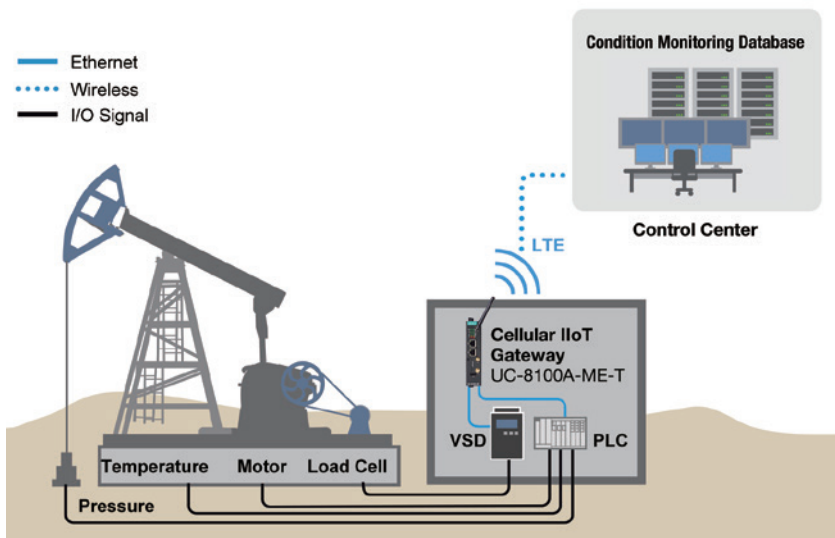 Ethernet
Wireless
I/O Signal
Condition Monitoring Database
Control Center
LTE
Cellular IIoT
Gateway
UC-8100A-ME-T
VSD
PLC
Temperature
Motor
Load Cell
Pressure